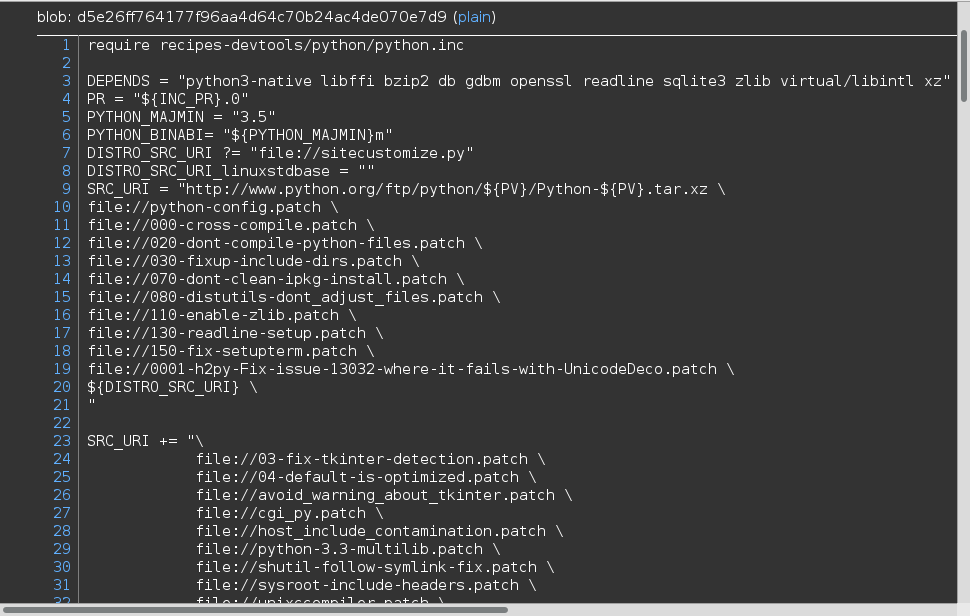 blob: d5e26ff764177f96aa4d64c70b24ac4de070e7d9 (plain)
1 require recipes-devtools/python/python.inc
2
3 DEPENDS = "python3-native libffi bzip2 db gdbm openssl readline sqlite3 zlib virtual/libintl xz"
4 PR = "${INC_PR}.0"
5 PYTHON_MAJMIN = "3.5"
6 PYTHON_BINABI= "${PYTHON_MAJMIN}m"
7 DISTRO_SRC_URI ?= "file://sitecustomize.py"
8 DISTRO_SRC_URI_linuxstdbase = ""
9 SRC_URI = "http://www.python.org/ftp/python/${PV}/Python-${PV}.tar.xz \
10 file://python-config.patch \
11 file://000-cross-compile.patch \
12 file://020-dont-compile-python-files.patch \
13 file://030-fixup-include-dirs.patch \
14 file://070-dont-clean-ipkg-install.patch \
15 file://080-distutils-dont_adjust_files.patch \
16 file://110-enable-zlib.patch \
17 file://130-readline-setup.patch \
18 file://150-fix-setupterm.patch \
19 file://0001-h2py-Fix-issue-13032-where-it-fails-with-UnicodeDeco.patch \
20 ${DISTRO_SRC_URI} \
21 "
22
23 SRC_URI += "\
24 file://03-fix-tkinter-detection.patch \
25 file://04-default-is-optimized.patch \
26 file://avoid_warning_about_tkinter.patch \
27 file://cgi_py.patch \
28 file://host_include_contamination.patch \
29 file://python-3.3-multilib.patch \
30 file://shutil-follow-symlink-fix.patch \
31 file://sysroot-include-headers.patch \
32 file://unixccompiler.patch \